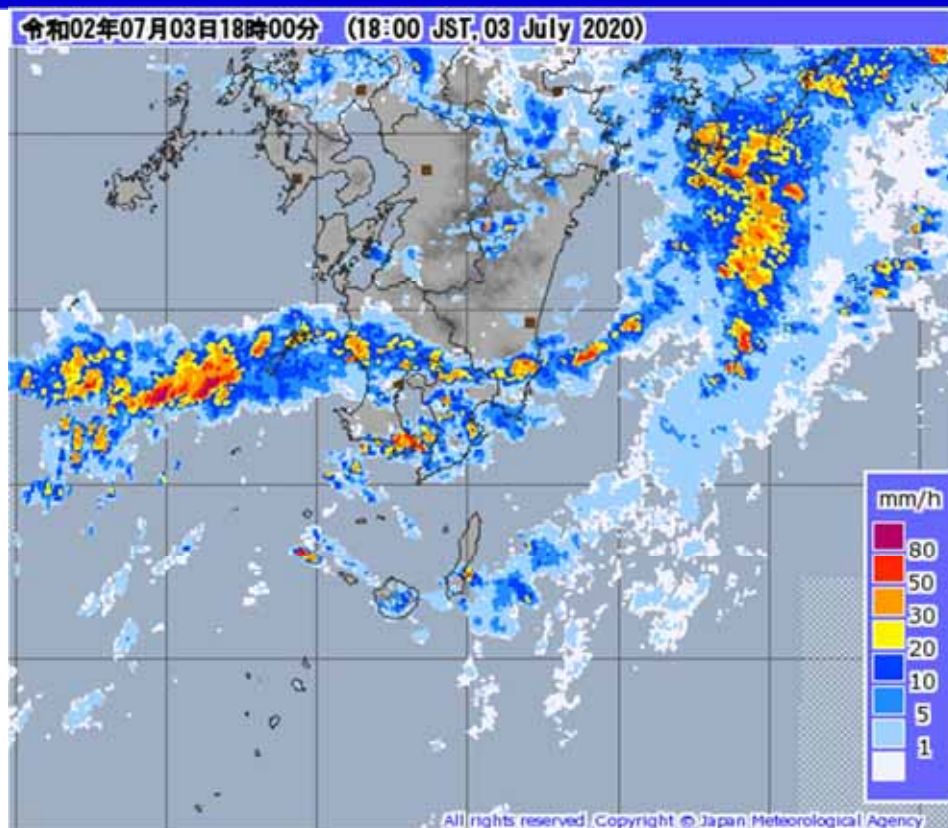 令和02年07月03日18時00分 (18:00 JST, 03 July 2020)
mm/h
80
50
30
20
10
5
1
All rights reserved. Copyright © Japan Meteorological Agency